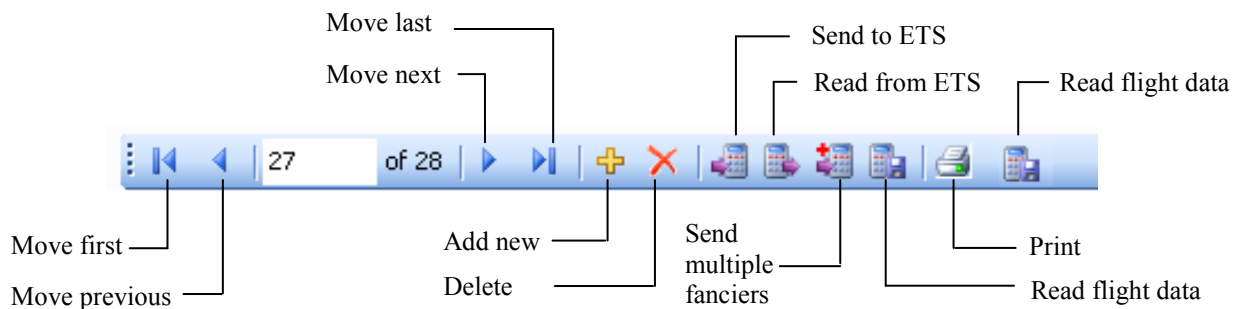 Move last
Move next
Send to ETS
Read from ETS
Read flight data
27
of 28
Move first
Move previous
Add new
Delete
Send
multiple
fanciers
Print
Read flight data